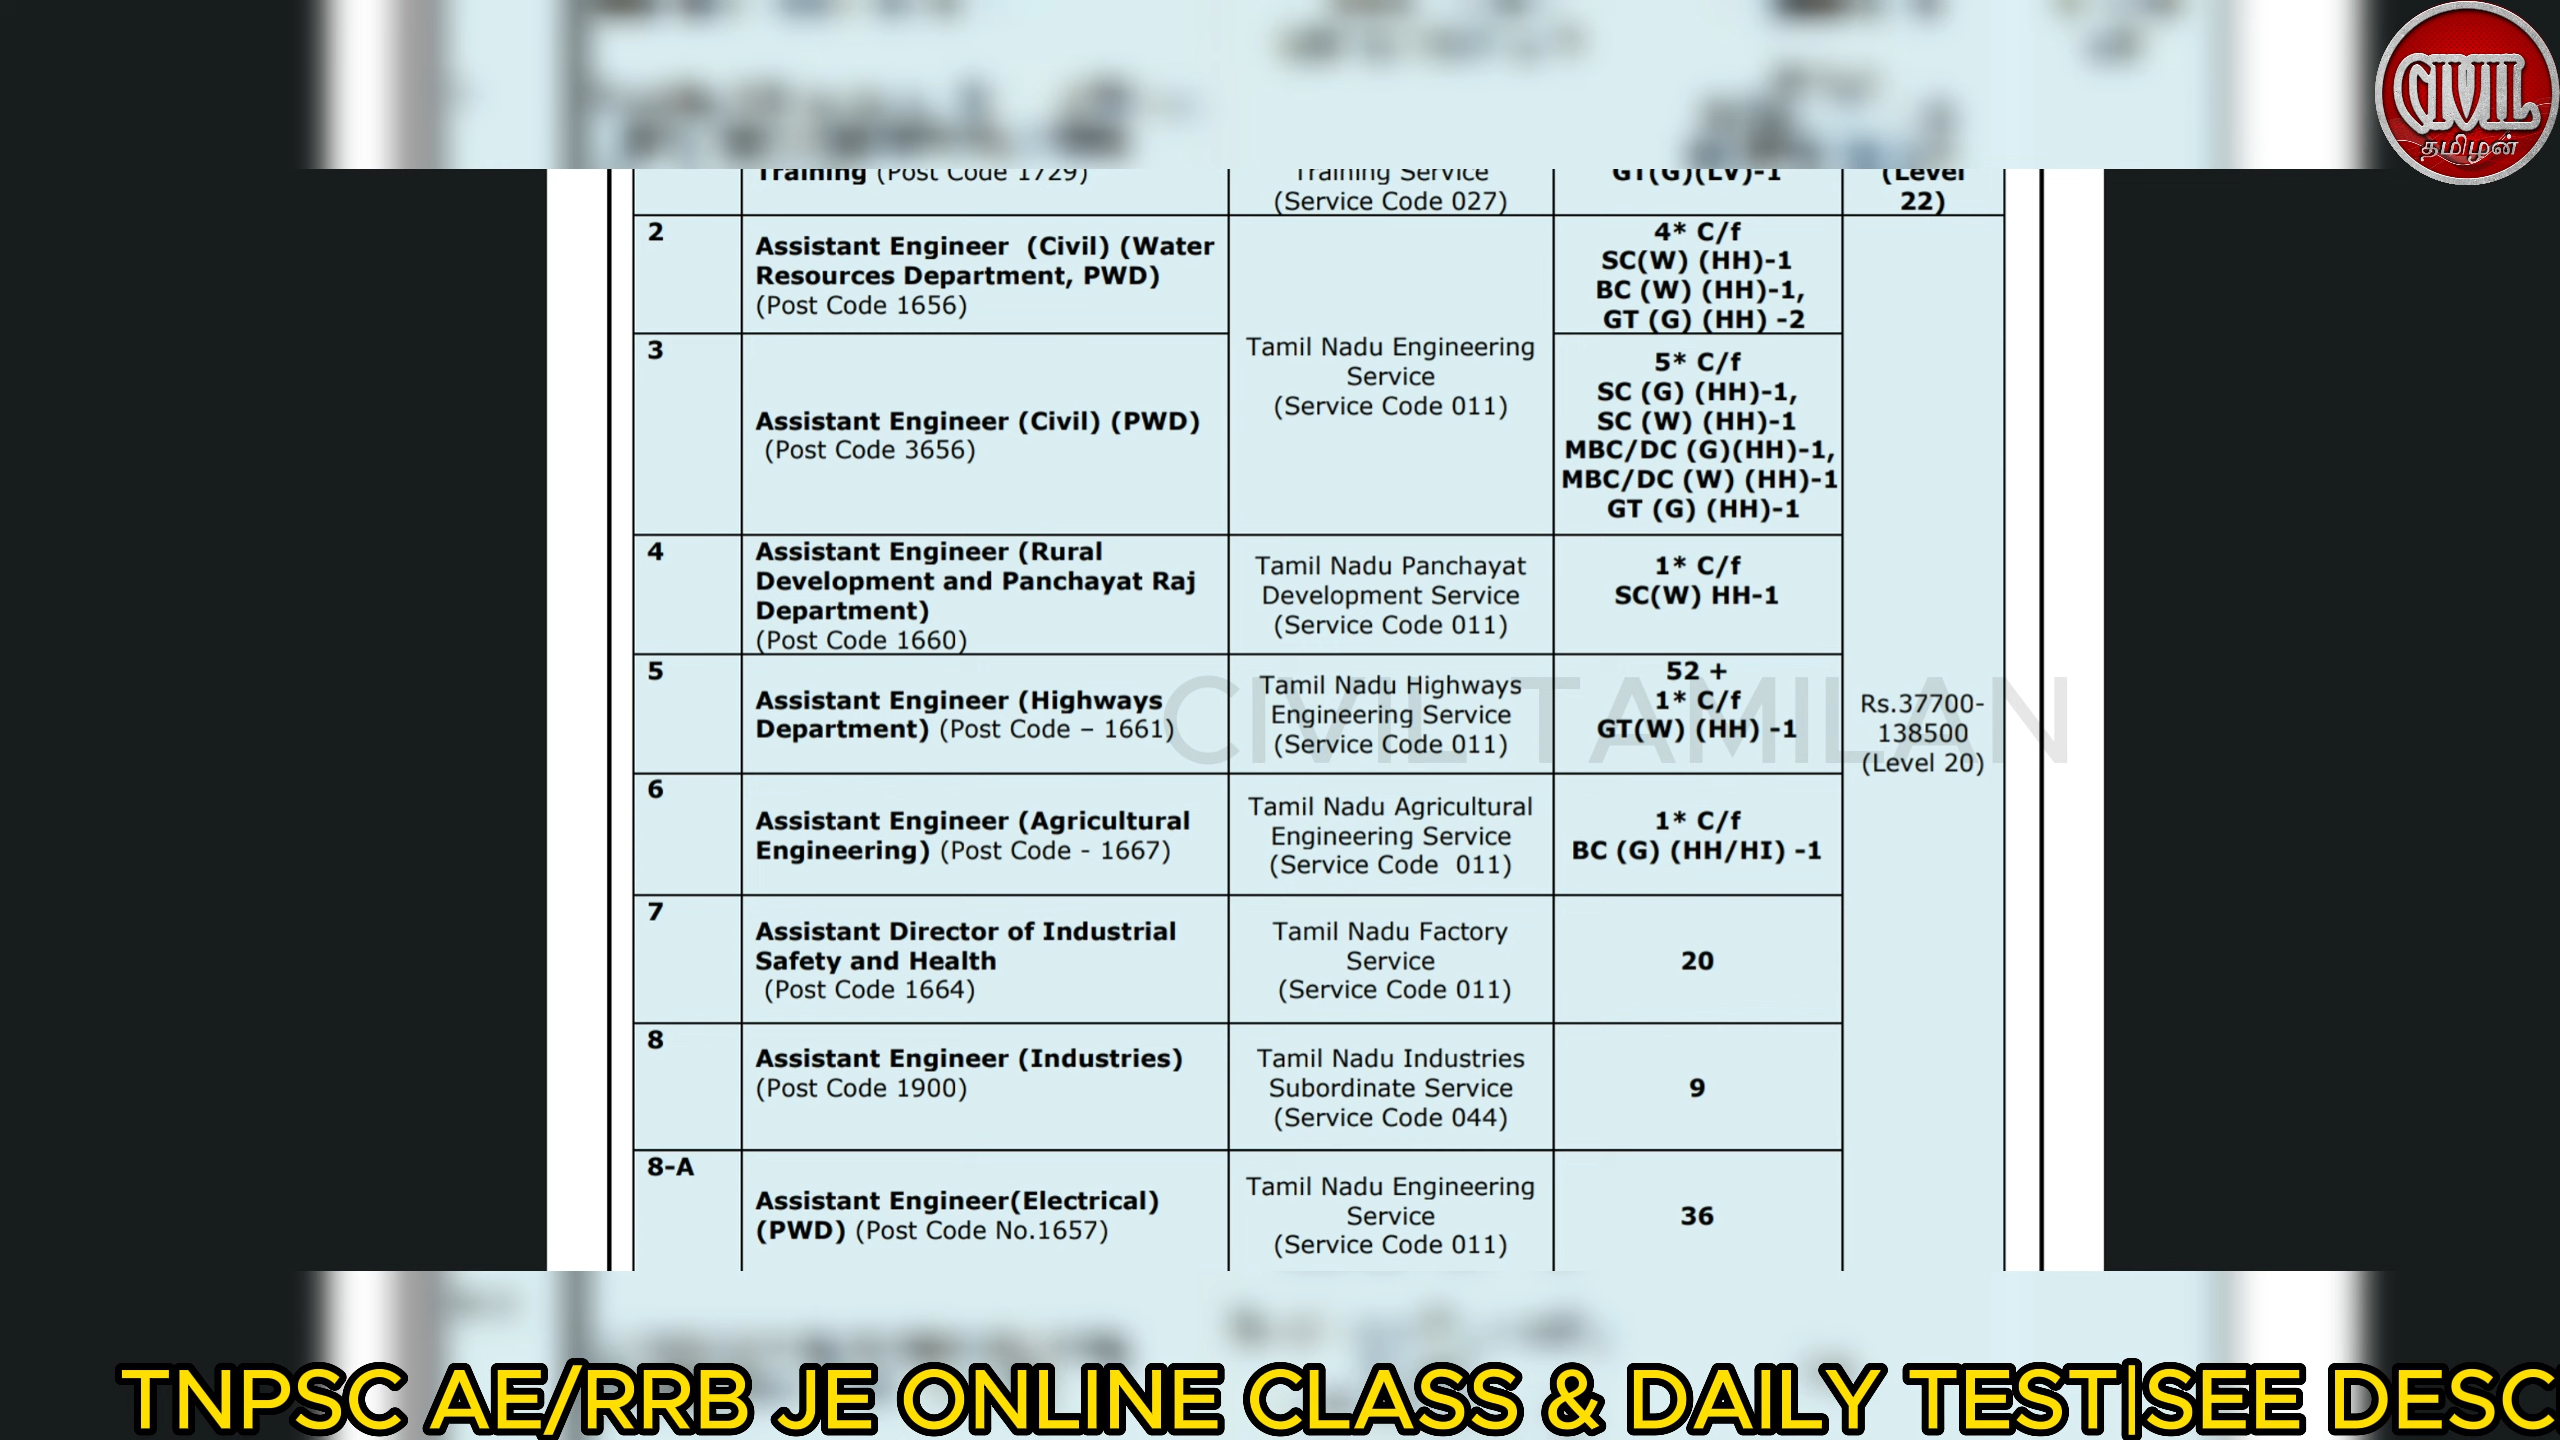 CIVIL
தமிழன்
Training (Post Code 1729)
Training Service
(Service Code 027)
GT(G)(LV)-1
(Level
22)
2
Assistant Engineer (Civil) (Water
Resources Department, PWD)
(Post Code 1656)
Tamil Nadu Engineering
Service
(Service Code 011)
4* C/f
SC(W) (HH)-1
BC (W) (HH)-1,
GT (G) (HH) -2
3
Assistant Engineer (Civil) (PWD)
(Post Code 3656)
5* C/f
SC (G) (HH)-1,
SC (W) (HH)-1
MBC/DC (G)(HH)-1,
MBC/DC (W) (HH)-1
GT (G) (HH)-1
4
Assistant Engineer (Rural
Development and Panchayat Raj
Department)
(Post Code 1660)
Tamil Nadu Panchayat
Development Service
(Service Code 011)
1* C/f
SC(W) HH-1
5
Assistant Engineer (Highways
Department) (Post Code – 1661)
Tamil Nadu Highways
Engineering Service
(Service Code 011)
52 +
1* C/f
GT(W) (HH) -1
Rs.37700-
138500
(Level 20)
CIVIL TAMILAN
6
Assistant Engineer (Agricultural
Engineering) (Post Code - 1667)
Tamil Nadu Agricultural
Engineering Service
(Service Code 011)
1* C/f
BC (G) (HH/HI) -1
7
Assistant Director of Industrial
Safety and Health
(Post Code 1664)
Tamil Nadu Factory
Service
(Service Code 011)
20
8
Assistant Engineer (Industries)
(Post Code 1900)
Tamil Nadu Industries
Subordinate Service
(Service Code 044)
9
8-A
Assistant Engineer(Electrical)
(PWD) (Post Code No.1657)
Tamil Nadu Engineering
Service
(Service Code 011)
36
TNPSC AE/RRB JE ONLINE CLASS & DAILY TEST|SEE DESC